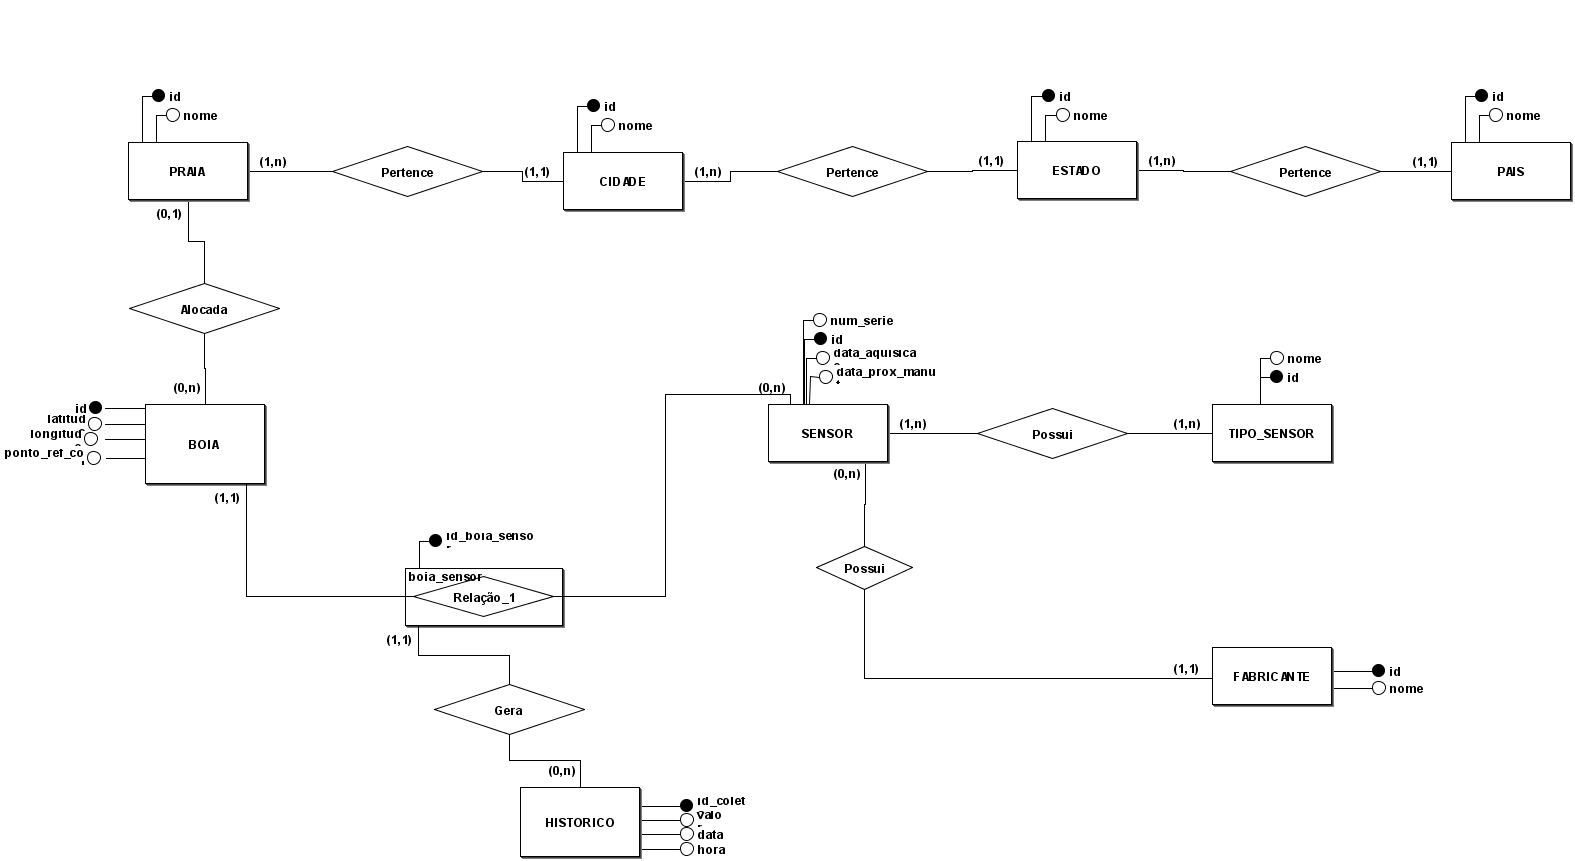 id
nome
PRAIA
(1,n)
Pertence
(1,1)
id
nome
CIDADE
(1,n)
Pertence
(1,1)
id
nome
ESTADO
(1,n)
Pertence
(1,1)
id
nome
PAIS
(0,1)
Alocada
(0,n)
id
latitud
longitud
ponto_ref_co
BOIA
(1,1)
num_serie
id
data_aquisica
data_prox_manu
(0,n)
SENSOR
(1,n)
Possui
(1,n)
nome
id
TIPO_SENSOR
(0,n)
Possui
(1,1)
FABRICANTE
id
nome
id_boia_senso
boia_sensor
Relação_1
(1,1)
Gera
(0,n)
HISTORICO
id_colet
valo
data
hora